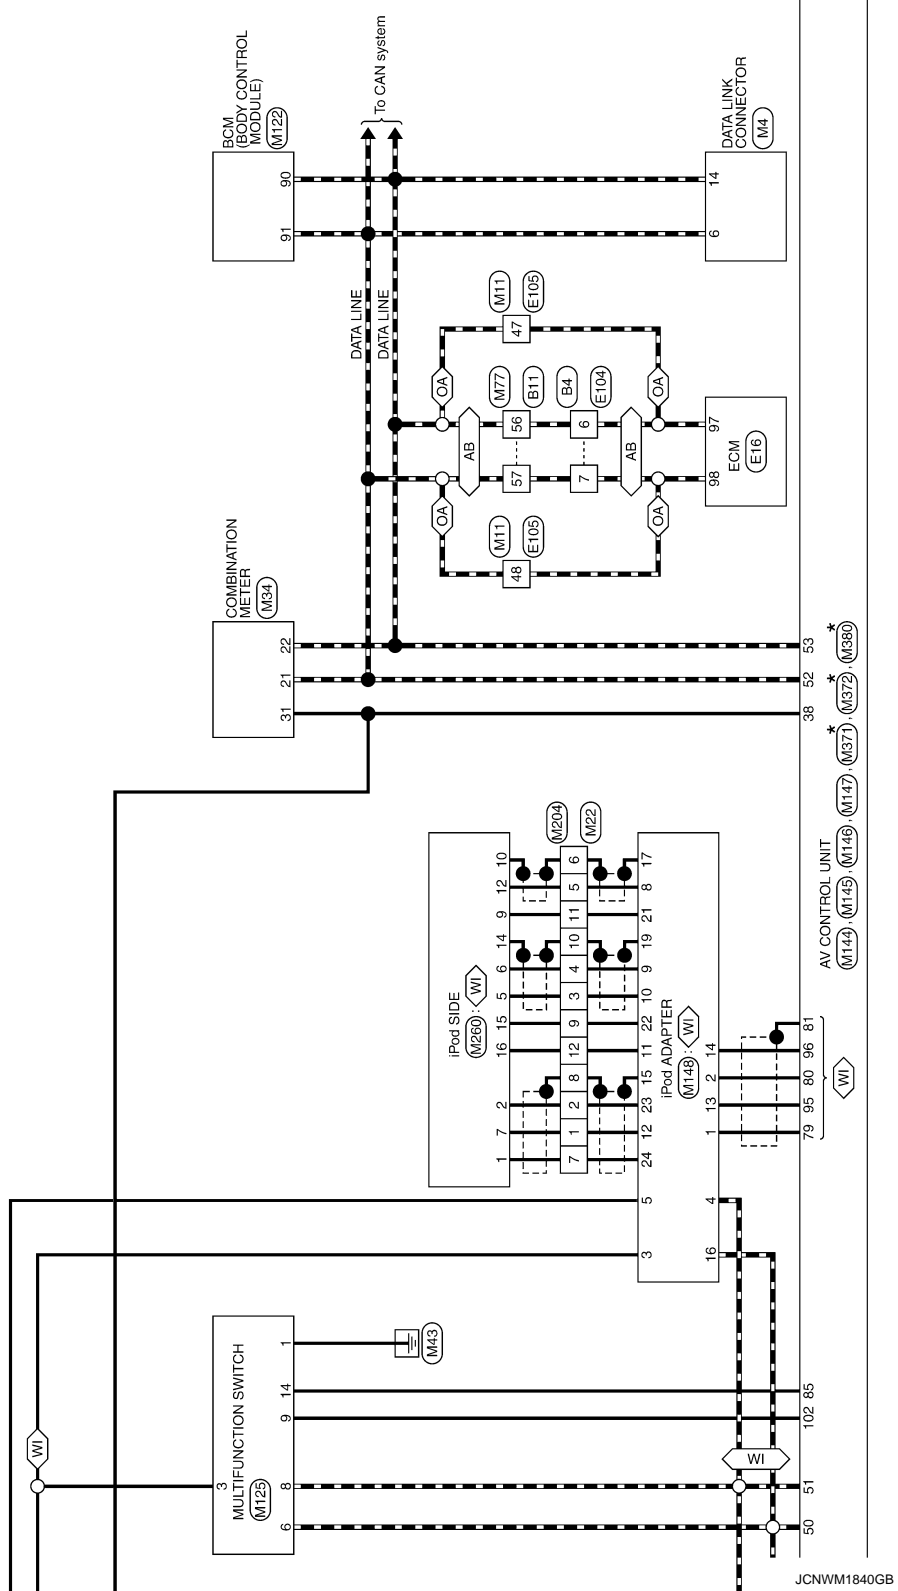 BCM
(BODY CONTROL
MODULE)
M122
90
91
To CAN system
DATA LINK
CONNECTOR
M4
14
6
DATA LINE
DATA LINE
M11
E105
47
OA
OA
M77
B11
B4
E104
56
6
AB
AB
57
7
97
98
ECM
E16
OA
OA
M11
E105
48
COMBINATION
METER
M34
22
21
31
53
52
38
AV CONTROL UNIT
M144 , M145 , M146 , M147 , M371* , M372* , M380*
M204
M22
iPod SIDE
M260 : WI
10
12
9
14
6
5
15
16
2
7
1
6
5
11
10
4
3
9
12
8
2
1
7
17
8
21
19
9
10
22
11
15
23
12
24
5
3
iPod ADAPTER
M148 : WI
14
2
13
1
4
16
81
96
80
95
79
WI
MULTIFUNCTION SWITCH
M125
3
1
14
9
8
6
M43
WI
WI
85
102
51
50
JCNWM1840GB